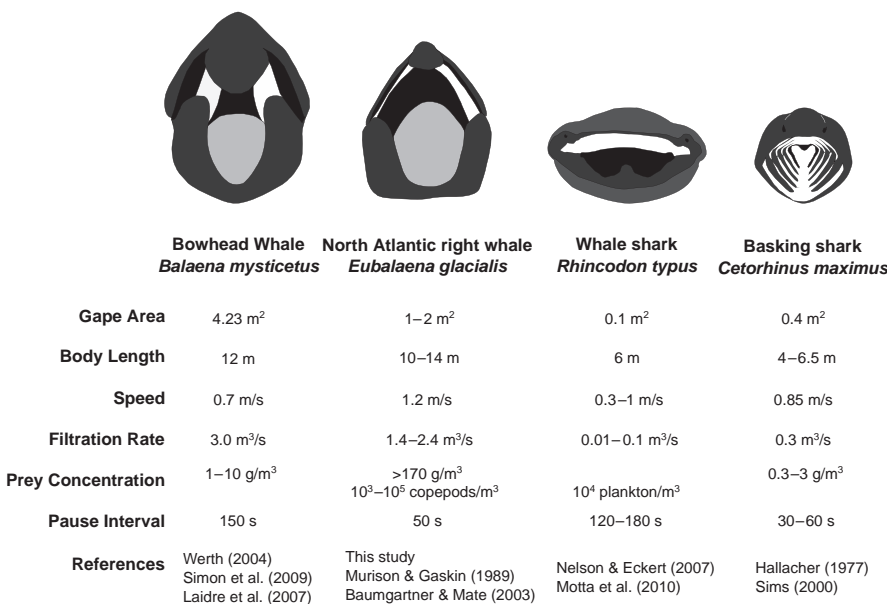 Bowhead Whale North Atlantic right whale Whale shark Basking shark
Balaena mysticetus Eubalaena glacialis Rhincodon typus Cetorhinus maximus
Gape Area 4.23 m² 1–2 m² 0.1 m² 0.4 m²
Body Length 12 m 10–14 m 6 m 4–6.5 m
Speed 0.7 m/s 1.2 m/s 0.3–1 m/s 0.85 m/s
Filtration Rate 3.0 m³/s 1.4–2.4 m³/s 0.01–0.1 m³/s 0.3 m³/s
Prey Concentration 1–10 g/m³ >170 g/m³ 0.3–3 g/m³
10³–10⁵ copepods/m³ 10⁴ plankton/m³
Pause Interval 150 s 50 s 120–180 s 30–60 s
References Werth (2004) This study
Simon et al. (2009) Murison & Gaskin (1989) Nelson & Eckert (2007) Hallacher (1977)
Laidre et al. (2007) Baumgartner & Mate (2003) Motta et al. (2010) Sims (2000)